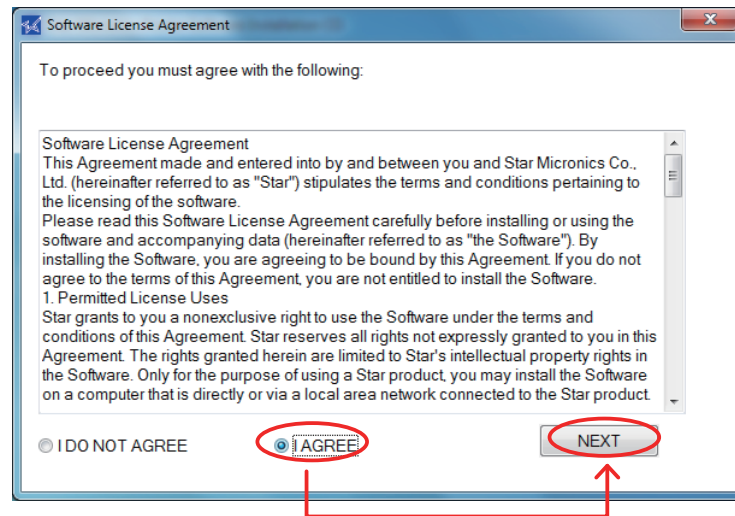 Software License Agreement
To proceed you must agree with the following:
Software License Agreement
This Agreement made and entered into by and between you and Star Micronics Co.,
Ltd. (hereinafter referred to as "Star") stipulates the terms and conditions pertaining to
the licensing of the software.
Please read this Software License Agreement carefully before installing or using the
software and accompanying data (hereinafter referred to as "the Software"). By
installing the Software, you are agreeing to be bound by this Agreement. If you do not
agree to the terms of this Agreement, you are not entitled to install the Software.
1. Permitted License Uses
Star grants to you a nonexclusive right to use the Software under the terms and
conditions of this Agreement. Star reserves all rights not expressly granted to you in this
Agreement. The rights granted herein are limited to Star's intellectual property rights in
the Software. Only for the purpose of using a Star product, you may install the Software
on a computer that is directly or via a local area network connected to the Star product.
I DO NOT AGREE
I AGREE
NEXT